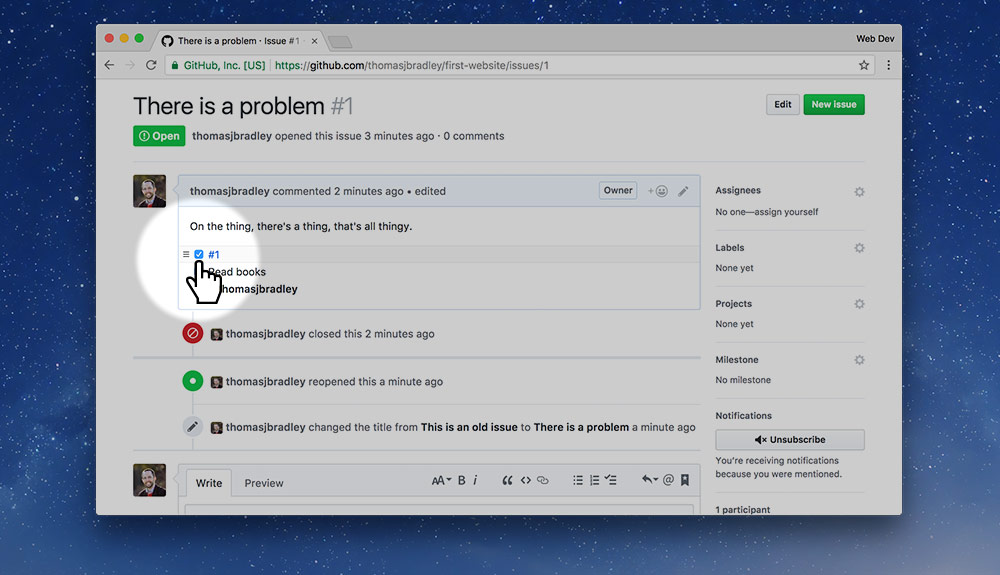 There is a problem · Issue #1
Web Dev
GitHub, Inc. [US] https://github.com/thomasjbradley/first-website/issues/1
There is a problem #1
Edit
New issue
Open
thomasjbradley opened this issue 3 minutes ago · 0 comments
thomasjbradley commented 2 minutes ago • edited
Owner
On the thing, there's a thing, that's all thingy.
#1
Read books
thomasjbradley
thomasjbradley closed this 2 minutes ago
thomasjbradley reopened this a minute ago
thomasjbradley changed the title from This is an old issue to There is a problem a minute ago
Write
Preview
AA B i
Assignees
No one—assign yourself
Labels
None yet
Projects
None yet
Milestone
No milestone
Notifications
Unsubscribe
You're receiving notifications
because you were mentioned.
1 participant